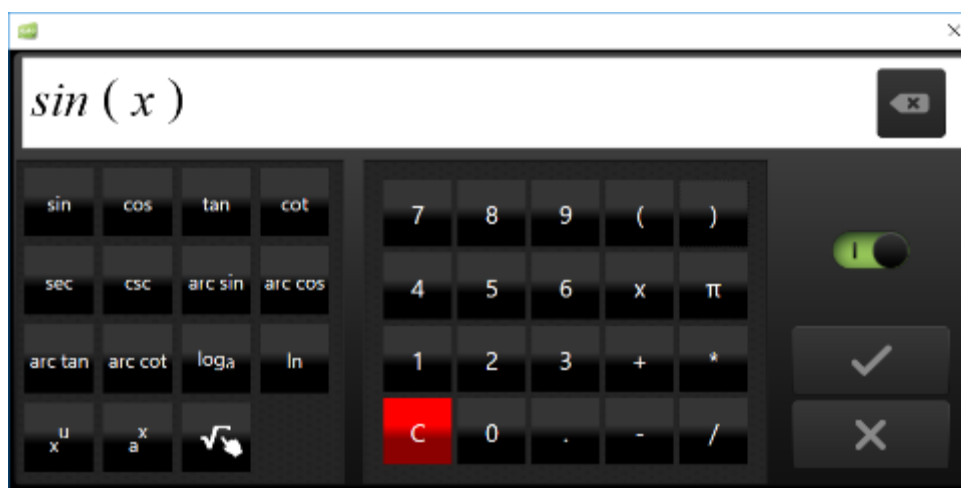 sin ( x )
sin cos tan cot
7 8 9 ( )
sec csc arc sin arc cos
4 5 6 x π
arc tan arc cot logₐ ln
1 2 3 + *
xᵘ aˣ √
C 0 . - /